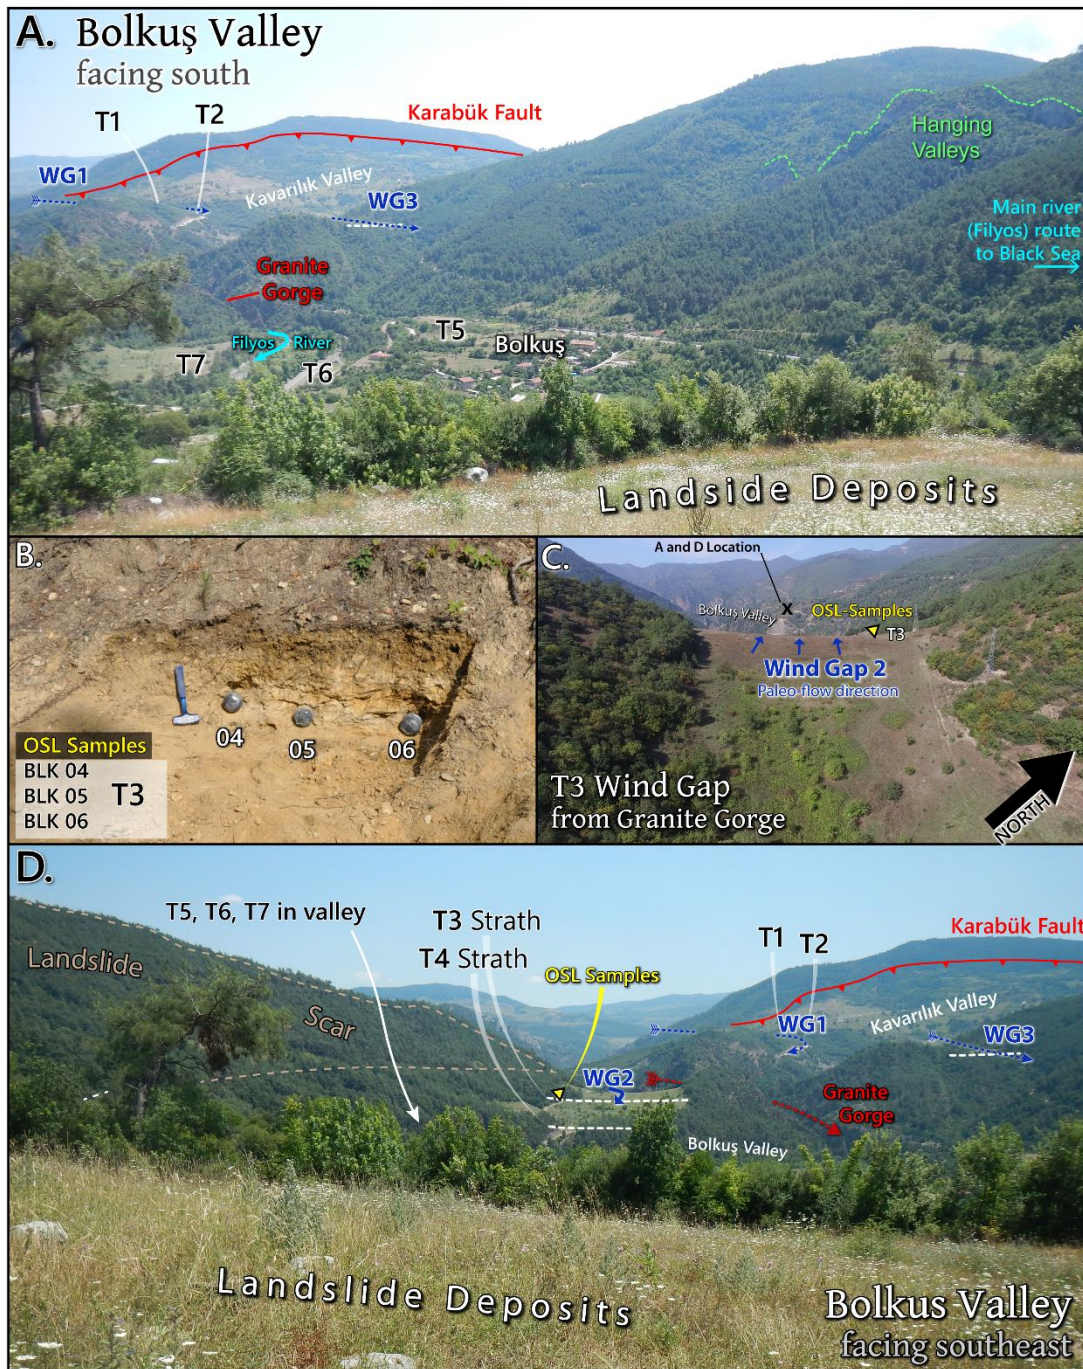 A. Bolkuş Valley
facing south
T1
T2
Karabük Fault
Hanging
Valleys
WG1
Kavarılık Valley
WG3
Main river
(Filyos) route
to Black Sea
Granite
Gorge
T5
Bolkuş
T7
Filyos River
T6
Landside Deposits
B.
04
05
06
OSL Samples
BLK 04
BLK 05
BLK 06
T3
C.
A and D Location
X
Bolkuş Valley
OSL-Samples
T3
Wind Gap 2
Paleo-flow direction
T3 Wind Gap
from Granite Gorge
NORTH
D.
T5, T6, T7 in valley
T3 Strath
T4 Strath
OSL Samples
T1
T2
Karabük Fault
Landslide
Scar
WG1
Kavarılık Valley
WG3
WG2
Granite
Gorge
Bolkuş Valley
Landslide Deposits
Bolkus Valley
facing southeast